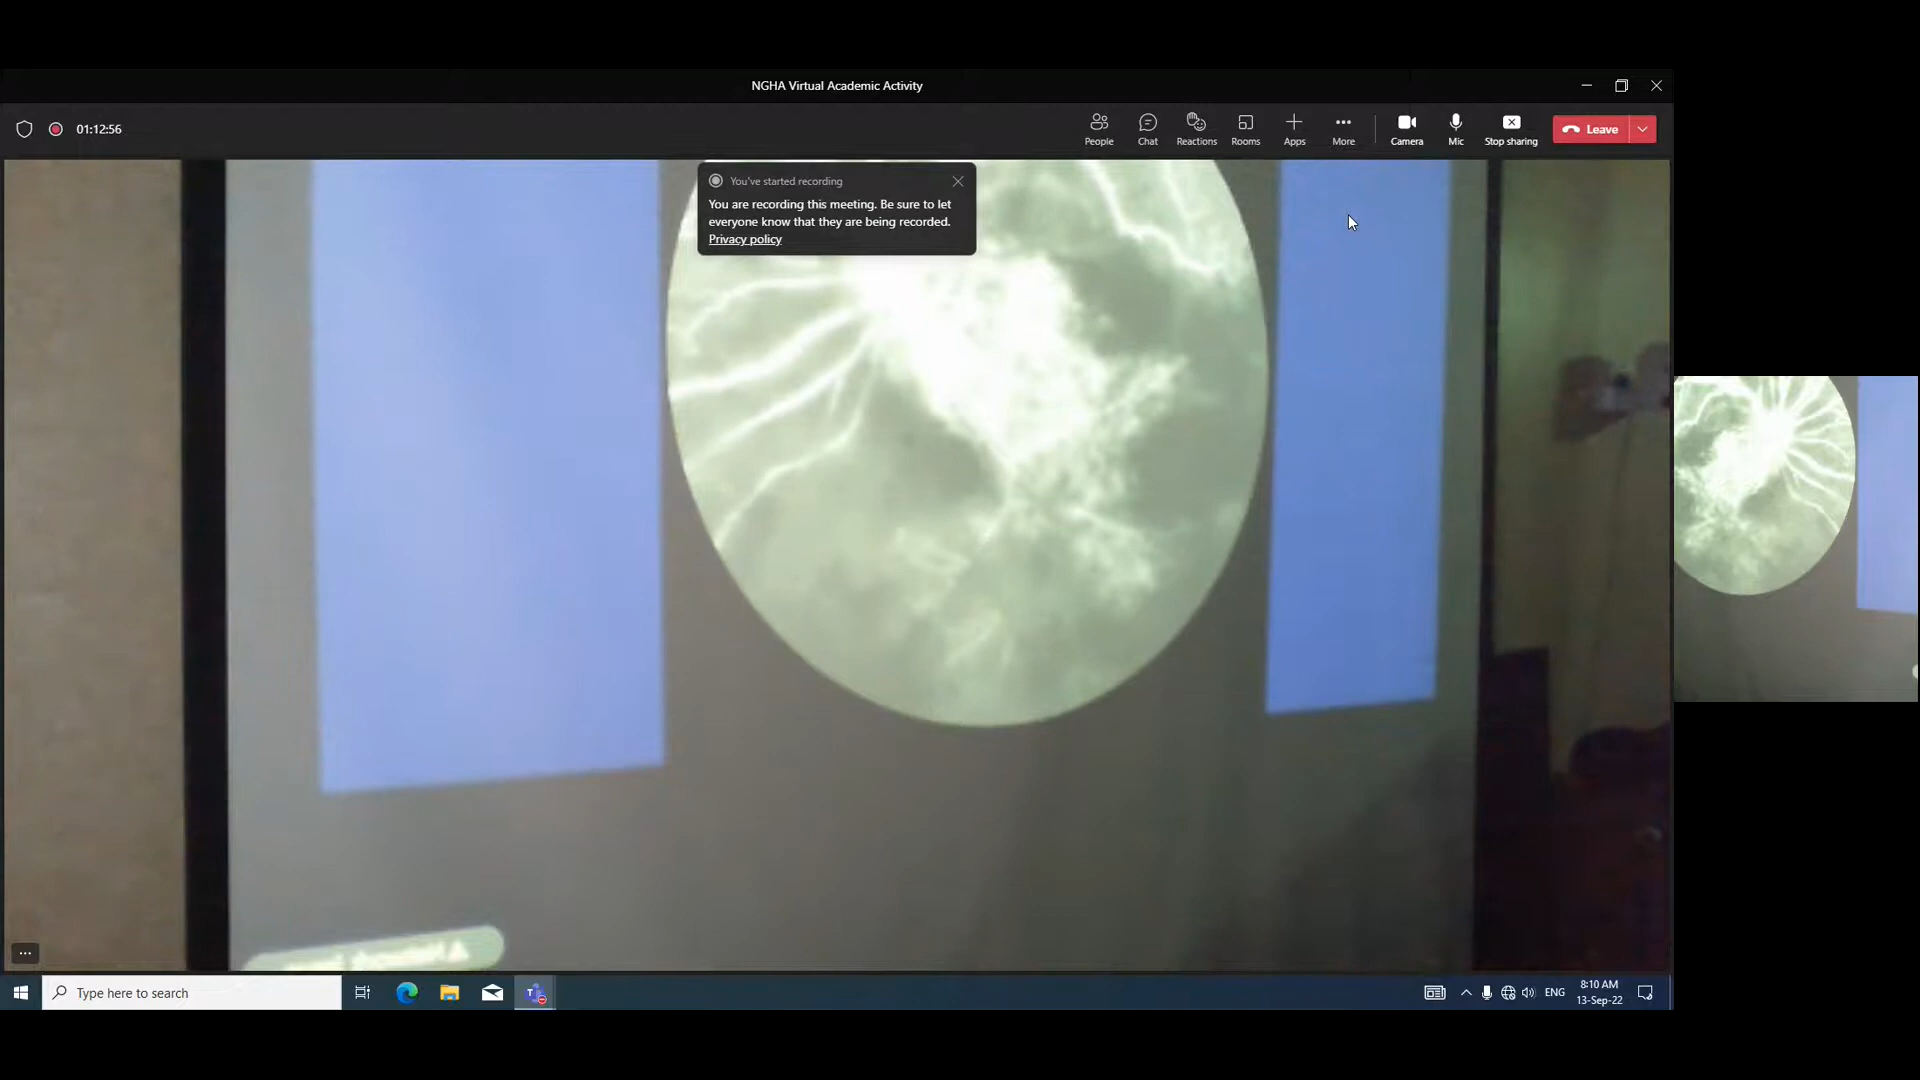 NGHA Virtual Academic Activity
01:12:56
People
Chat
Reactions
Rooms
Apps
More
Camera
Mic
Stop sharing
Leave
You've started recording
You are recording this meeting. Be sure to let
everyone know that they are being recorded.
Privacy policy
Type here to search
ENG
8:10 AM
13-Sep-22